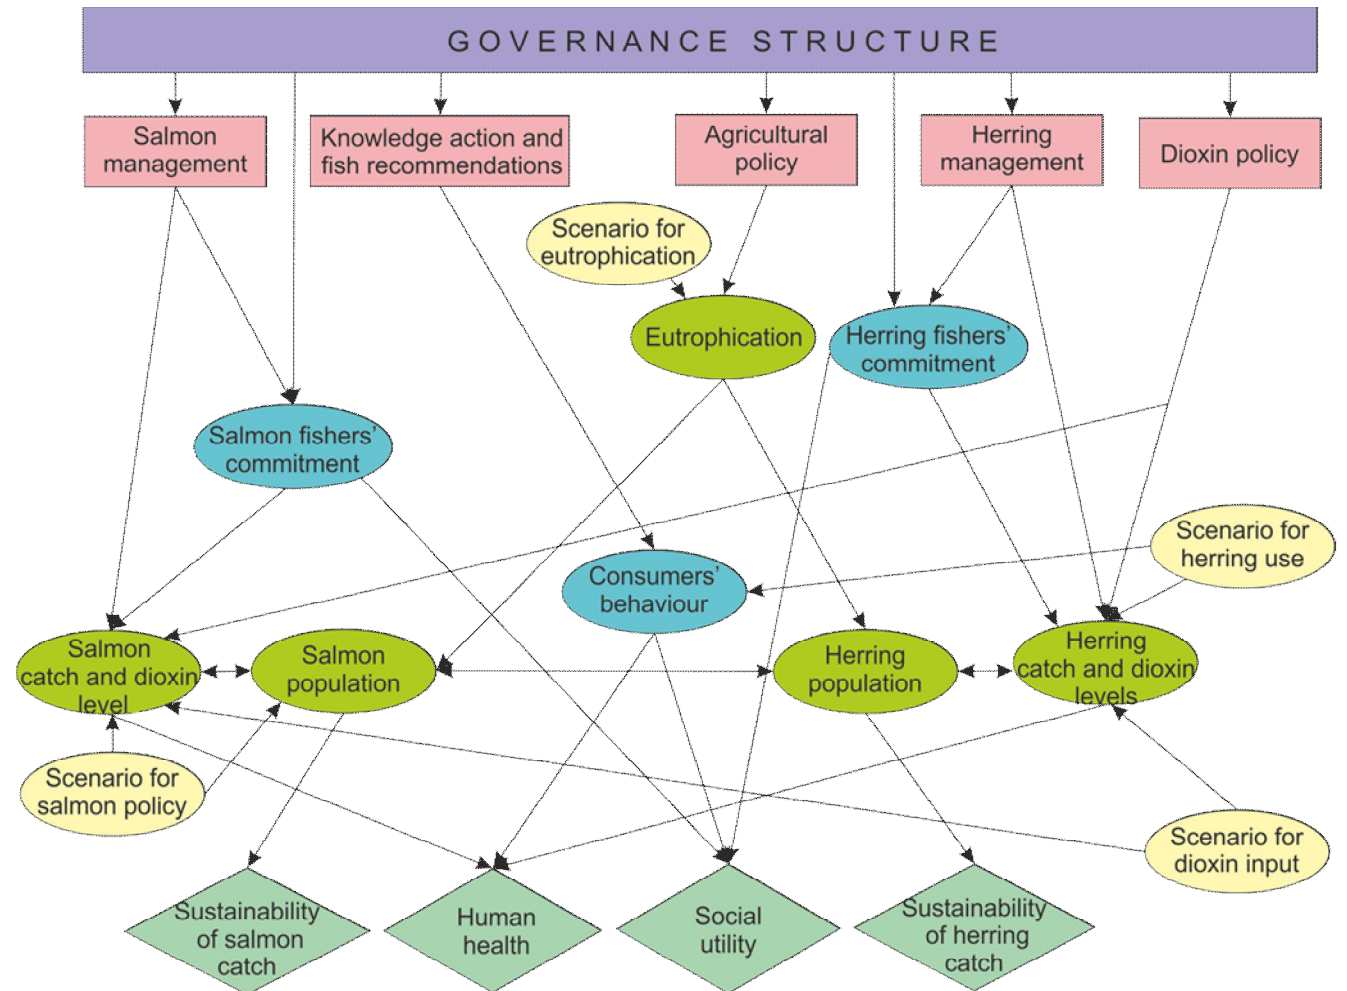 GOVERNANCE STRUCTURE
Salmon
management
Knowledge action and
fish recommendations
Agricultural
policy
Herring
management
Dioxin policy
Scenario for
eutrophication
Eutrophication
Herring fishers’
commitment
Salmon fishers’
commitment
Scenario for
herring use
Consumers’
behaviour
Salmon
catch and dioxin
level
Salmon
population
Herring
population
Herring
catch and dioxin
levels
Scenario for
salmon policy
Scenario for
dioxin input
Sustainability
of salmon
catch
Human
health
Social
utility
Sustainability
of herring
catch